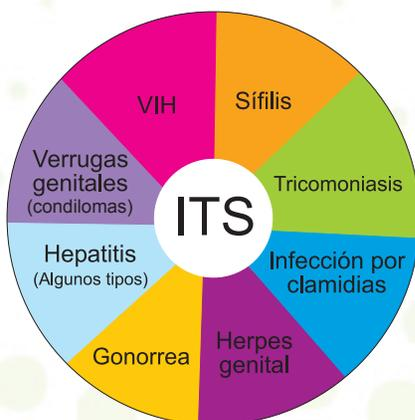 VIH
Sífilis
Tricomoniasis
Infección por
clamidias
Herpes
genital
Gonorrea
Hepatitis
(Algunos tipos)
Verrugas
genitales
(condilomas)
ITS